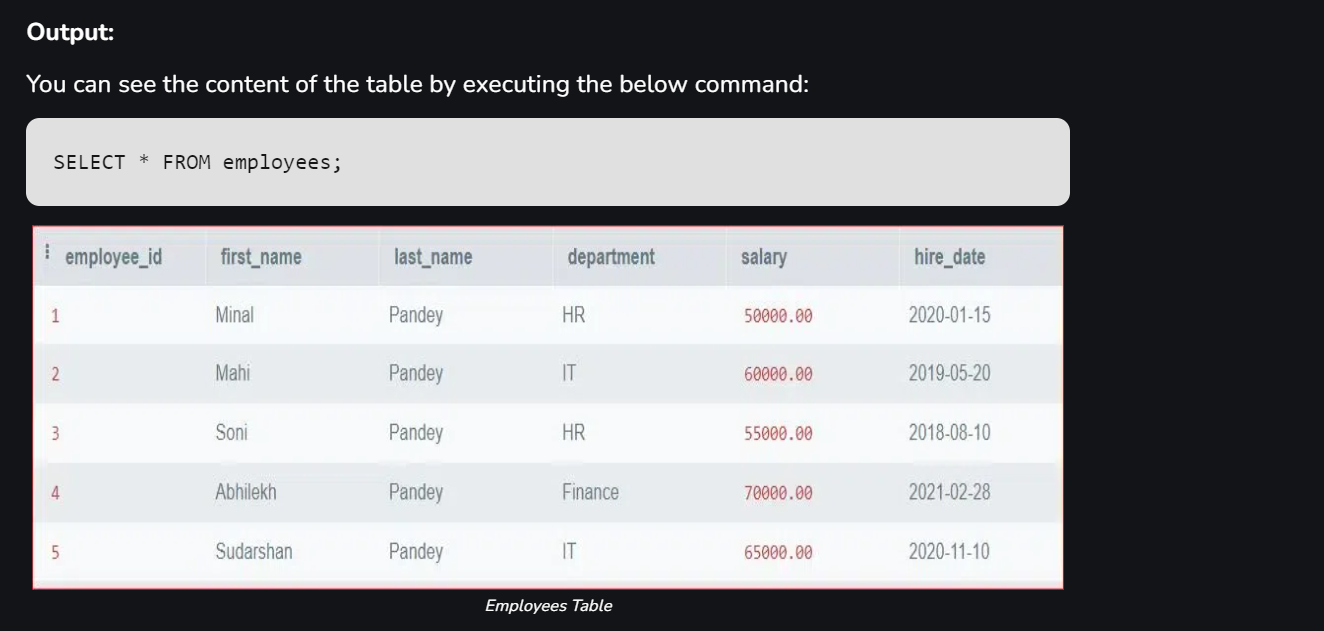 Output:
You can see the content of the table by executing the below command:
SELECT * FROM employees;
employee_id first_name last_name department salary hire_date
1 Minal Pandey HR 50000.00 2020-01-15
2 Mahi Pandey IT 60000.00 2019-05-20
3 Soni Pandey HR 55000.00 2018-08-10
4 Abhilekh Pandey Finance 70000.00 2021-02-28
5 Sudarshan Pandey IT 65000.00 2020-11-10
Employees Table